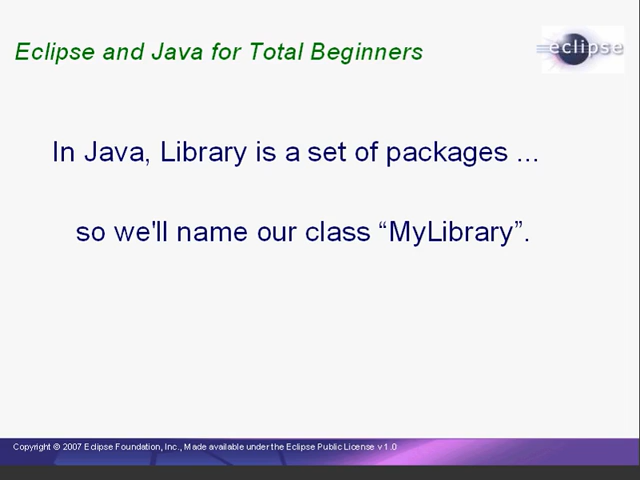 Eclipse and Java for Total Beginners
eclipse
In Java, Library is a set of packages ...
so we'll name our class “MyLibrary”.
Copyright © 2007 Eclipse Foundation, Inc., Made available under the Eclipse Public License v 1.0